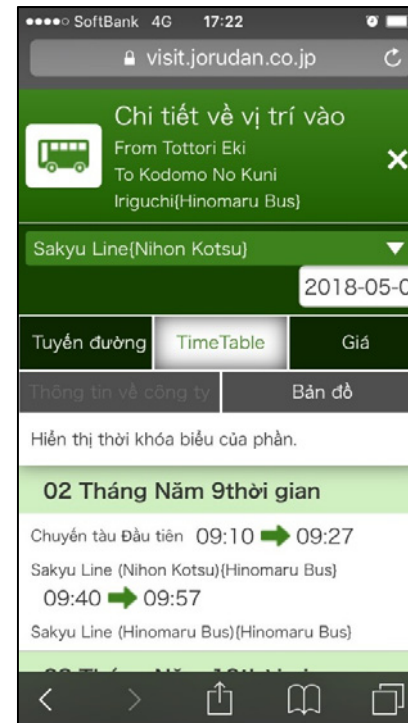 SoftBank 4G 17:22
visit.jorudan.co.jp
Chi tiết về vị trí vào
From Tottori Eki
To Kodomo No Kuni
Iriguchi{Hinomaru Bus}
Sakyu Line{Nihon Kotsu}
2018-05-0
Tuyến đường TimeTable Giá
Thông tin về công ty Bản đồ
Hiển thị thời khóa biểu của phần.
02 Tháng Năm 9thời gian
Chuyến tàu Đầu tiên 09:10 → 09:27
Sakyu Line (Nihon Kotsu){Hinomaru Bus}
09:40 → 09:57
Sakyu Line (Hinomaru Bus){Hinomaru Bus}